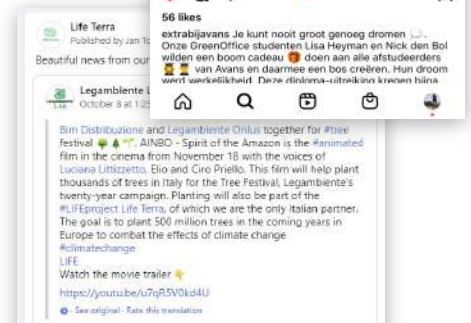 56 likes
extrabijavans Je kunt nooit groot genoeg dromen
Onze GreenOffice studenten Lisa Heyman en Nick den Bol
wilden een boom cadeau 🎁 doen aan alle afstudeerders
van Avans en daarmee een bos creëren. Hun droom
werd werkelijkheid. Deze diploma-uitreiking kregen bijna
Life Terra
Published by Jan
Beautiful news from our
Legambiente
October 8 at
Bim Distribuzione and Legambiente Onlus together for #tree
festival 🌳🌲🌱. AINBO - Spirit of the Amazon is the #animated
film in the cinema from November 18 with the voices of
Luciana Littizzetto, Elio and Ciro Priello. This film will help plant
thousands of trees in Italy for the Tree Festival, Legambiente's
twenty-year campaign. Planting will also be part of the
#LIFEproject Life Terra, of which we are the only Italian partner.
The goal is to plant 500 million trees in the coming years in
Europe to combat the effects of climate change
#climatechange
LIFE
Watch the movie trailer 👇
https://youtu.be/u7qR5V0kd4U
· See original · Rate this translation